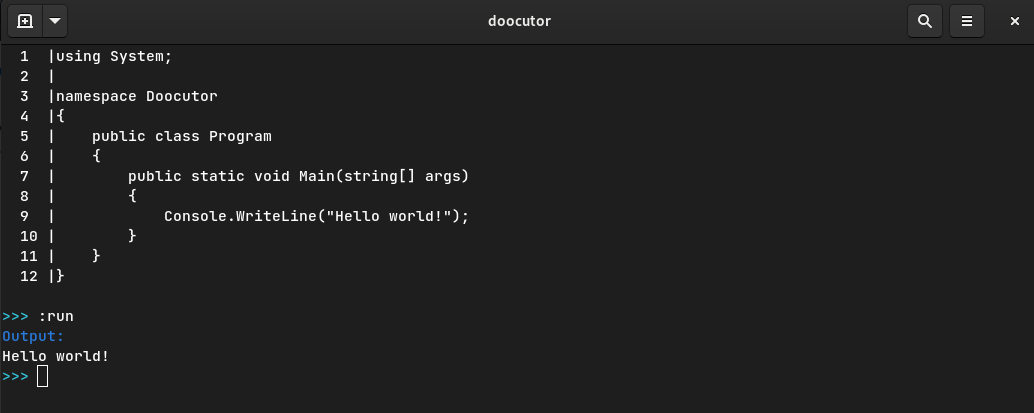 doocutor
1 |using System;
2 |
3 |namespace Doocutor
4 |{
5 |    public class Program
6 |    {
7 |        public static void Main(string[] args)
8 |        {
9 |            Console.WriteLine("Hello world!");
10 |        }
11 |    }
12 |}
>>> :run
Output:
Hello world!
>>>